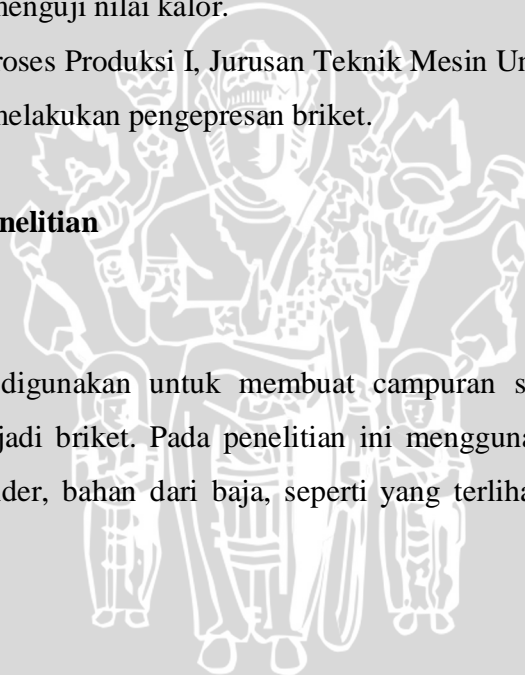 menguji nilai kalor.
roses Produksi I, Jurusan Teknik Mesin Un
melakukan pengepresan briket.
nelitian
digunakan untuk membuat campuran s
jadi briket. Pada penelitian ini mengguna
der, bahan dari baja, seperti yang terliha